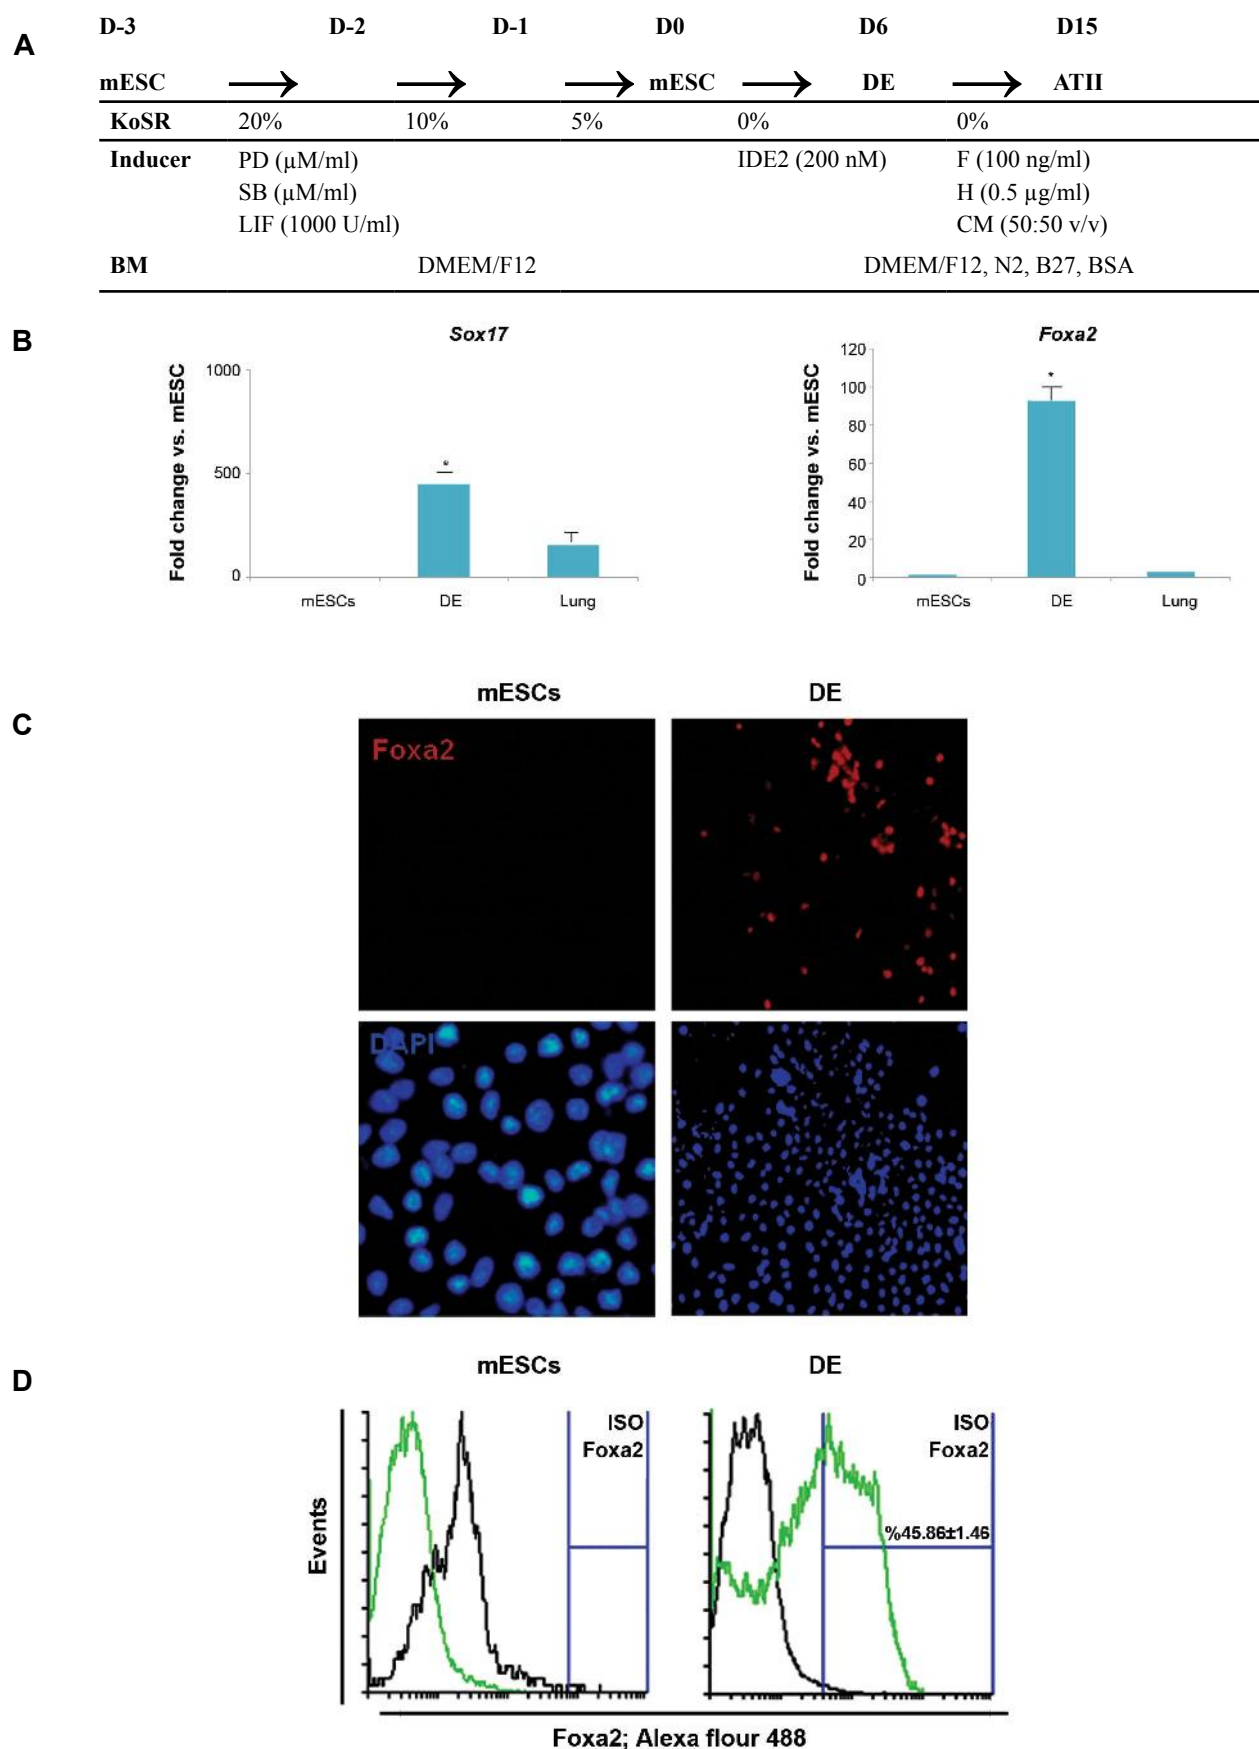 A
D-3 D-2 D-1 D0 D6 D15
mESC mESC DE ATII
KoSR 20% 10% 5% 0% 0%
Inducer PD (µM/ml) IDE2 (200 nM) F (100 ng/ml)
SB (µM/ml) H (0.5 µg/ml)
LIF (1000 U/ml) CM (50:50 v/v)
BM DMEM/F12 DMEM/F12, N2, B27, BSA
B
Sox17
Fold change vs. mESC
1000
500
0
*
mESCs DE Lung
Foxa2
Fold change vs. mESC
120
100
80
60
40
20
0
*
mESCs DE Lung
C
mESCs DE
Foxa2
DAPI
D
mESCs DE
Events
ISO
Foxa2
ISO
Foxa2
%45.86±1.46
Foxa2; Alexa flour 488